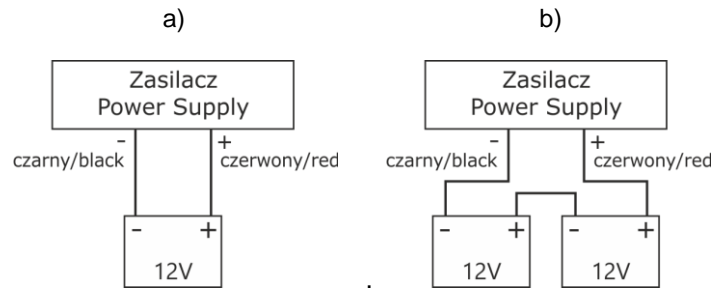 a)
b)
Zasilacz
Power Supply
-
+
czarny/black
czerwony/red
-
+
12V
Zasilacz
Power Supply
-
+
czarny/black
czerwony/red
-
+
12V
-
+
12V
.